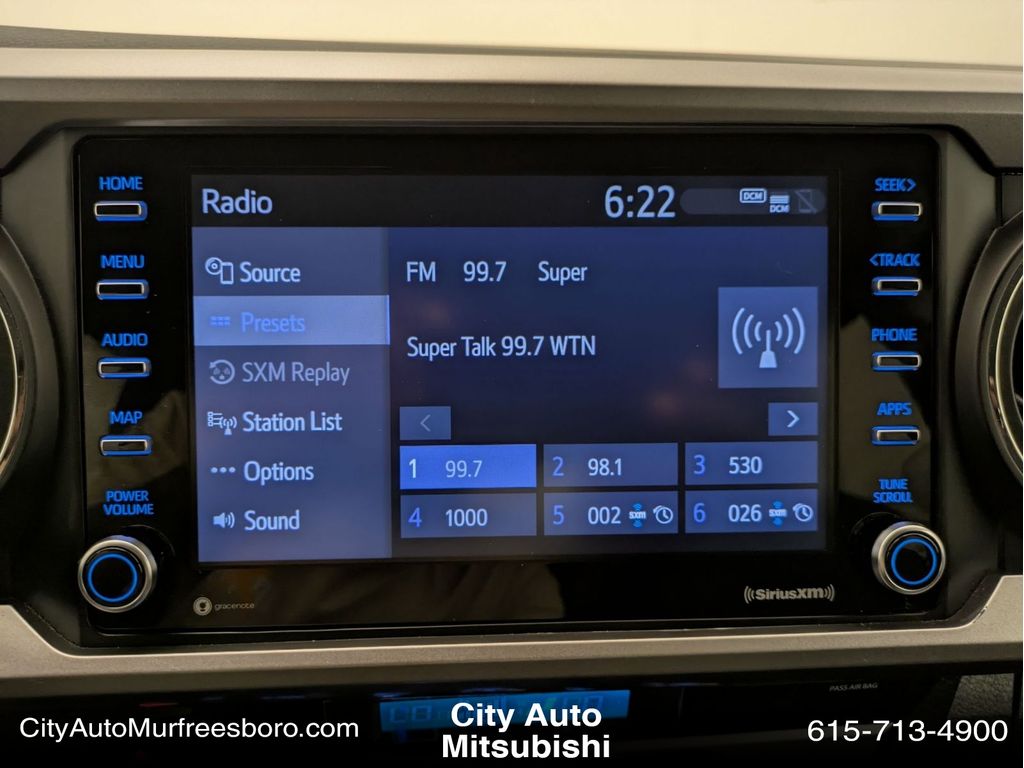 HOME
MENU
AUDIO
MAP
POWER
VOLUME
Radio
6:22
DCM
DCM
Source
Presets
SXM Replay
Station List
Options
Sound
FM 99.7 Super
Super Talk 99.7 WTN
< >
1 99.7
2 98.1
3 530
4 1000
5 002 sxm
6 026 sxm
SEEK>
<TRACK
PHONE
APPS
TUNE
SCROLL
gracenote
((SiriusXM))
PASS AIR BAG
CityAutoMurfreesboro.com
City Auto
Mitsubishi
615-713-4900